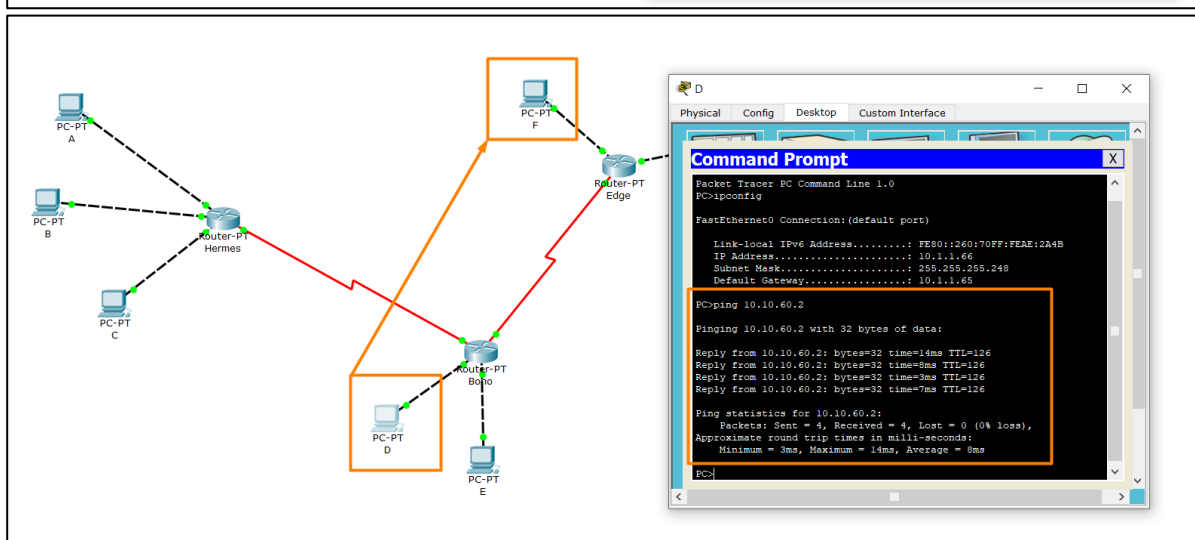 PC-PT
A
PC-PT
B
PC-PT
C
Router-PT
Hermes
PC-PT
F
Router-PT
Edge
Router-PT
Bono
PC-PT
D
PC-PT
E
D
Physical Config Desktop Custom Interface
Command Prompt X
Packet Tracer PC Command Line 1.0
PC>ipconfig
FastEthernet0 Connection:(default port)
Link-local IPv6 Address.........: FE80::260:70FF:FEAE:2A4B
IP Address......................: 10.1.1.66
Subnet Mask.....................: 255.255.255.248
Default Gateway.................: 10.1.1.65
PC>ping 10.10.60.2
Pinging 10.10.60.2 with 32 bytes of data:
Reply from 10.10.60.2: bytes=32 time=14ms TTL=126
Reply from 10.10.60.2: bytes=32 time=8ms TTL=126
Reply from 10.10.60.2: bytes=32 time=3ms TTL=126
Reply from 10.10.60.2: bytes=32 time=7ms TTL=126
Ping statistics for 10.10.60.2:
Packets: Sent = 4, Received = 4, Lost = 0 (0% loss),
Approximate round trip times in milli-seconds:
Minimum = 3ms, Maximum = 14ms, Average = 8ms
PC>